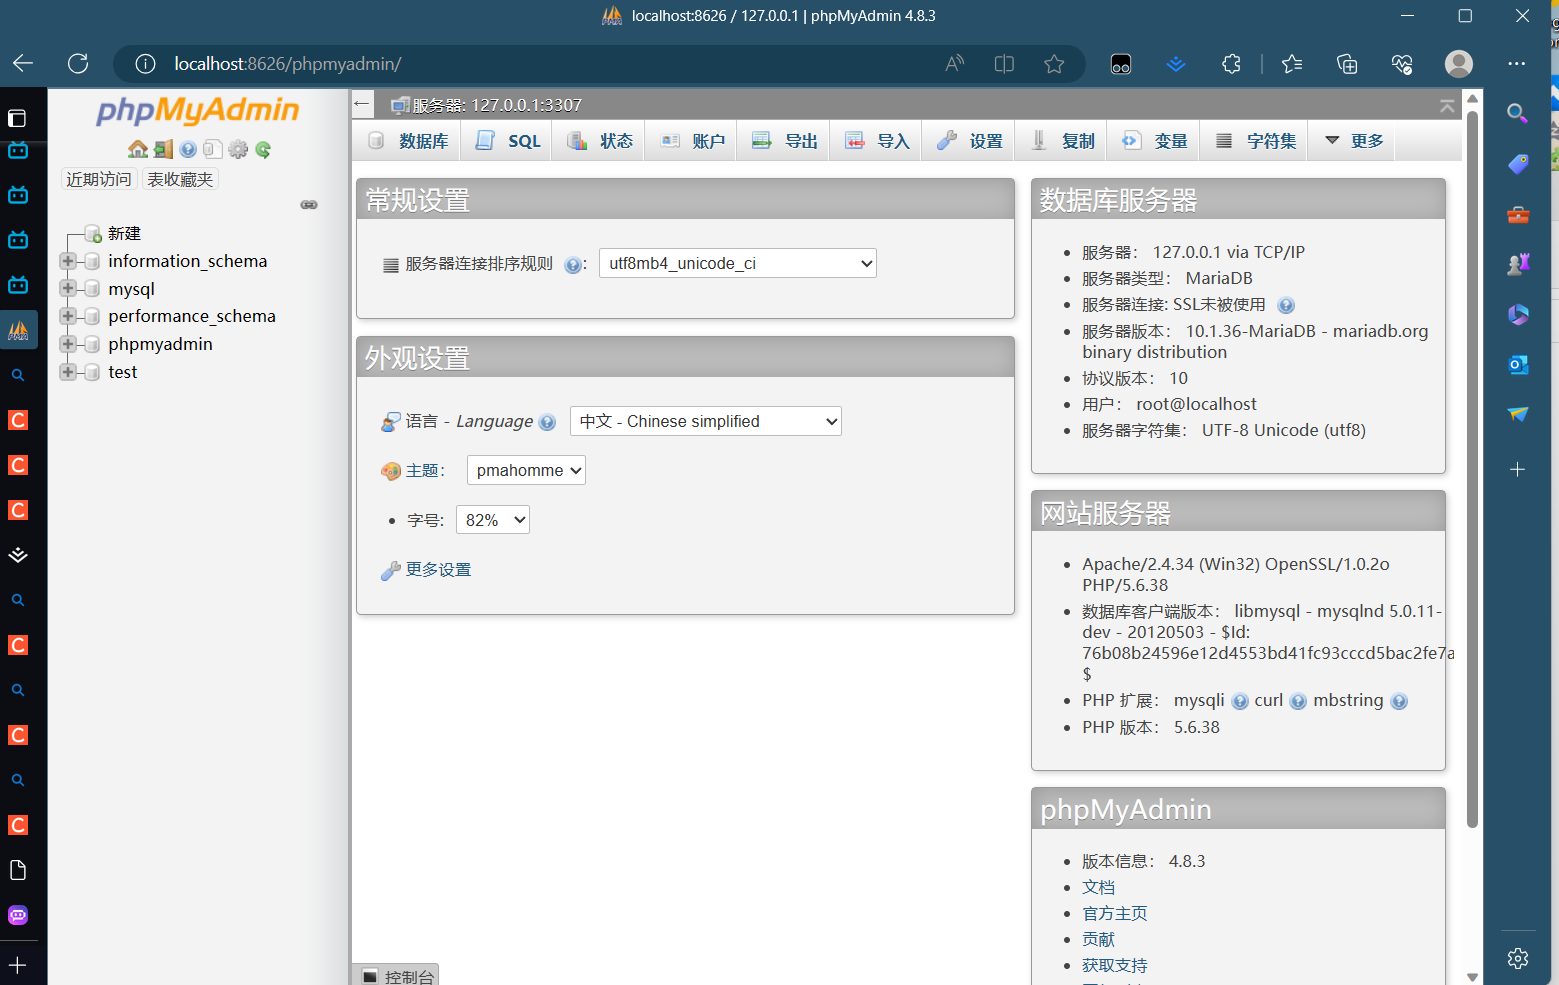 localhost:8626 / 127.0.0.1 | phpMyAdmin 4.8.3
localhost:8626/phpmyadmin/
phpMyAdmin
近期访问 表收藏夹
新建
information_schema
mysql
performance_schema
phpmyadmin
test
服务器: 127.0.0.1:3307
数据库 SQL 状态 账户 导出 导入 设置 复制 变量 字符集 更多
常规设置
服务器连接排序规则 : utf8mb4_unicode_ci
外观设置
语言 - Language 中文 - Chinese simplified
主题: pmahomme
字号: 82%
更多设置
数据库服务器
服务器: 127.0.0.1 via TCP/IP
服务器类型: MariaDB
服务器连接: SSL未被使用
服务器版本: 10.1.36-MariaDB - mariadb.org
binary distribution
协议版本: 10
用户: root@localhost
服务器字符集: UTF-8 Unicode (utf8)
网站服务器
Apache/2.4.34 (Win32) OpenSSL/1.0.2o
PHP/5.6.38
数据库客户端版本: libmysql - mysqlnd 5.0.11-
dev - 20120503 - $Id:
76b08b24596e12d4553bd41fc93cccd5bac2fe7a
$
PHP 扩展: mysqli curl mbstring
PHP 版本: 5.6.38
phpMyAdmin
版本信息: 4.8.3
文档
官方主页
贡献
获取支持
控制台